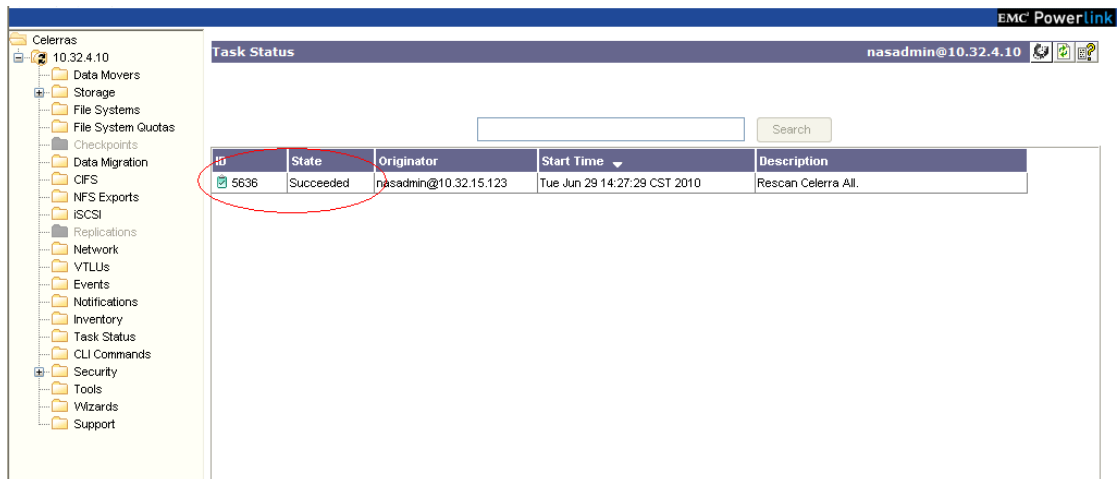 EMC² Powerlink
Celerras
10.32.4.10
Data Movers
Storage
File Systems
File System Quotas
Checkpoints
Data Migration
CIFS
NFS Exports
iSCSI
Replications
Network
VTLUs
Events
Notifications
Inventory
Task Status
CLI Commands
Security
Tools
Wizards
Support
Task Status nasadmin@10.32.4.10
Search
ID State Originator Start Time Description
5636 Succeeded nasadmin@10.32.15.123 Tue Jun 29 14:27:29 CST 2010 Rescan Celerra All.